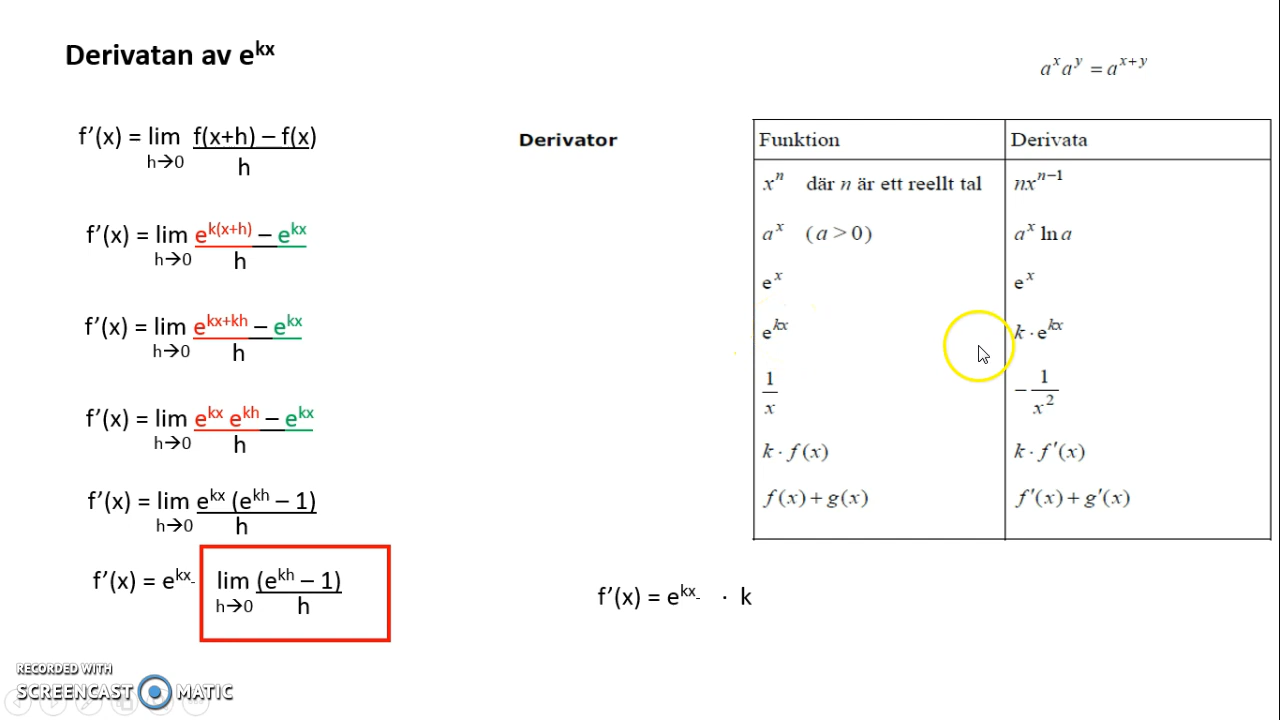 Derivatan av e^kx
a^x a^y = a^(x+y)
f’(x) = lim f(x+h) – f(x)
h→0 h
f’(x) = lim e^k(x+h) – e^kx
h→0 h
f’(x) = lim e^kx+kh – e^kx
h→0 h
f’(x) = lim e^kx e^kh – e^kx
h→0 h
f’(x) = lim e^kx (e^kh – 1)
h→0 h
f’(x) = e^kx lim (e^kh – 1)
h→0 h
Derivator
Funktion Derivata
x^n där n är ett reellt tal nx^(n−1)
a^x (a > 0) a^x ln a
e^x e^x
e^kx k · e^kx
1/x −1/x^2
k · f(x) k · f′(x)
f(x) + g(x) f′(x) + g′(x)
f’(x) = e^kx · k
RECORDED WITH
SCREENCAST MATIC